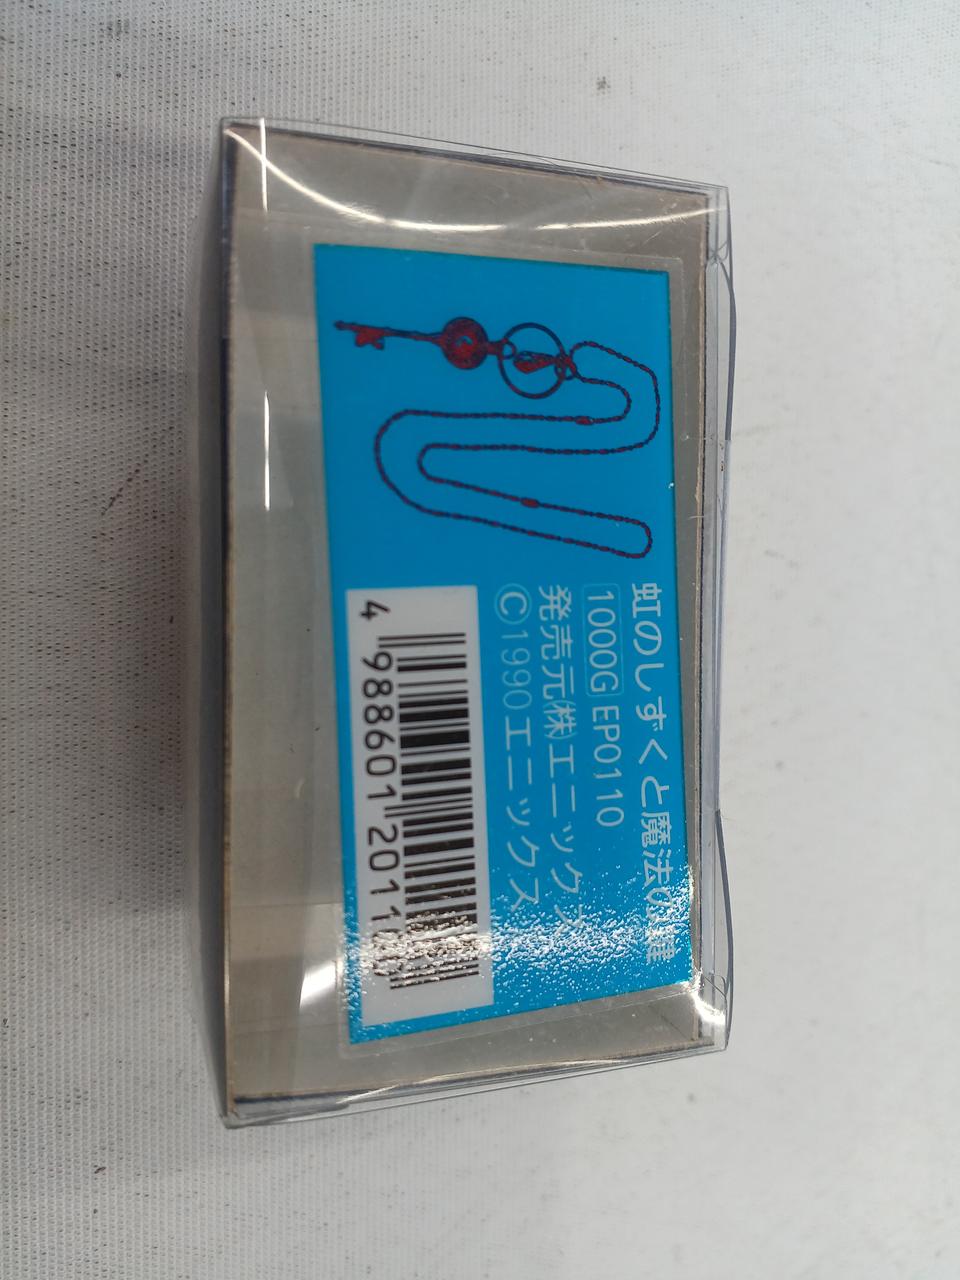 虹のしずくと魔法の鍵
1000G EP0110
発売元㈱エニックス
©1990エニックス
4 988601 201100